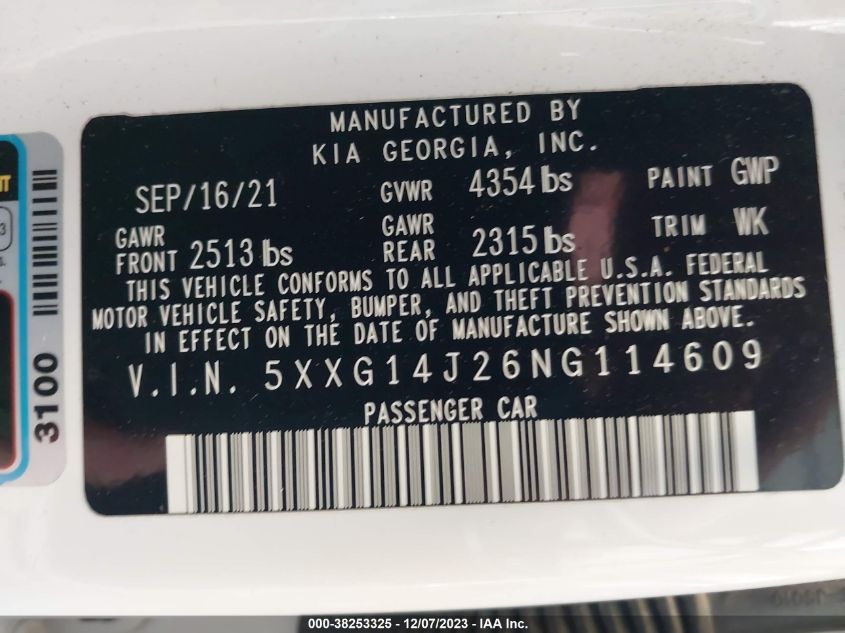 MANUFACTURED BY
KIA GEORGIA, INC.
SEP/16/21 GVWR 4354 lbs PAINT GWP
GAWR FRONT 2513 lbs GAWR REAR 2315 lbs TRIM WK
THIS VEHICLE CONFORMS TO ALL APPLICABLE U.S.A. FEDERAL
MOTOR VEHICLE SAFETY, BUMPER, AND THEFT PREVENTION STANDARDS
IN EFFECT ON THE DATE OF MANUFACTURE SHOWN ABOVE.
V.I.N. 5XXG14J26NG114609
PASSENGER CAR
3100
000-38253325 - 12/07/2023 - IAA Inc.